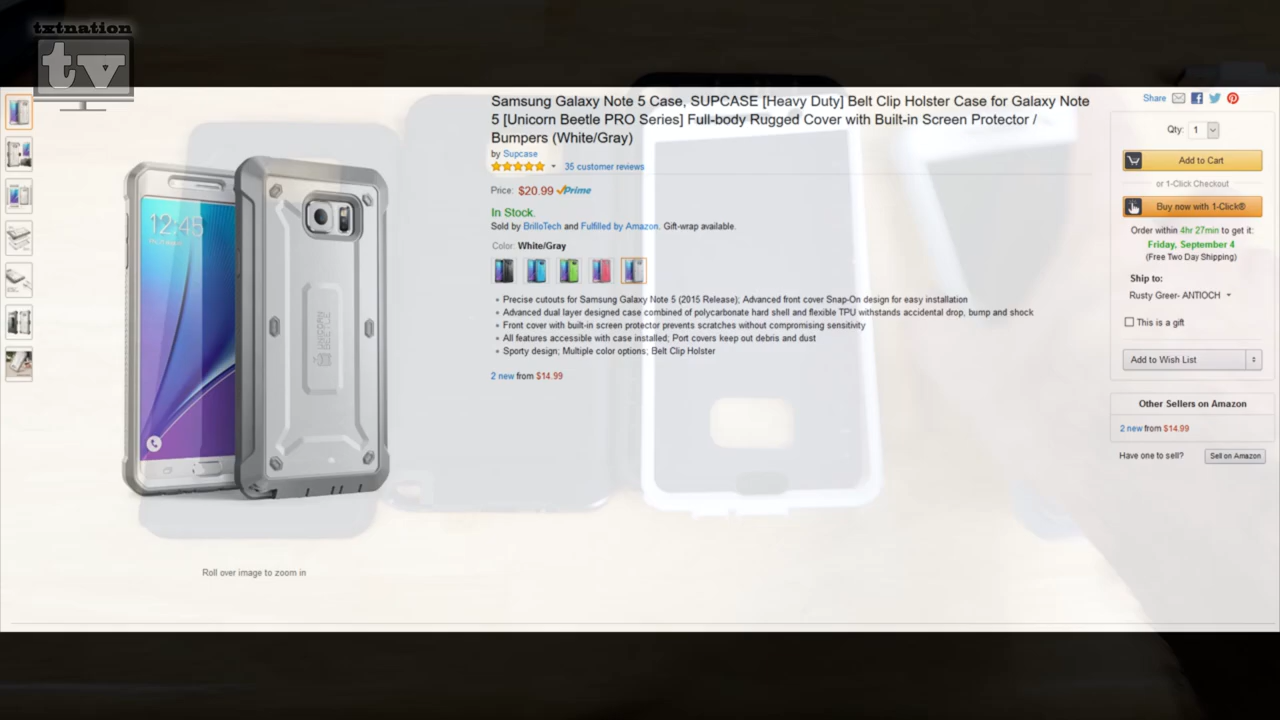 txtnation
tv
Samsung Galaxy Note 5 Case, SUPCASE [Heavy Duty] Belt Clip Holster Case for Galaxy Note
5 [Unicorn Beetle PRO Series] Full-body Rugged Cover with Built-in Screen Protector /
Bumpers (White/Gray)
by Supcase
35 customer reviews
Price: $20.99 Prime
In Stock.
Sold by BrilloTech and Fulfilled by Amazon. Gift-wrap available.
Color: White/Gray
Precise cutouts for Samsung Galaxy Note 5 (2015 Release); Advanced front cover Snap-On design for easy installation
Advanced dual layer designed case combined of polycarbonate hard shell and flexible TPU withstands accidental drop, bump and shock
Front cover with built-in screen protector prevents scratches without compromising sensitivity
All features accessible with case installed; Port covers keep out debris and dust
Sporty design; Multiple color options; Belt Clip Holster
2 new from $14.99
12:45
SUPCASE
Roll over image to zoom in
Share
Qty: 1
Add to Cart
or 1-Click Checkout
Buy now with 1-Click®
Order within 4hr 27min to get it:
Friday, September 4
(Free Two Day Shipping)
Ship to:
Rusty Greer- ANTIOCH
This is a gift
Add to Wish List
Other Sellers on Amazon
2 new from $14.99
Have one to sell? Sell on Amazon